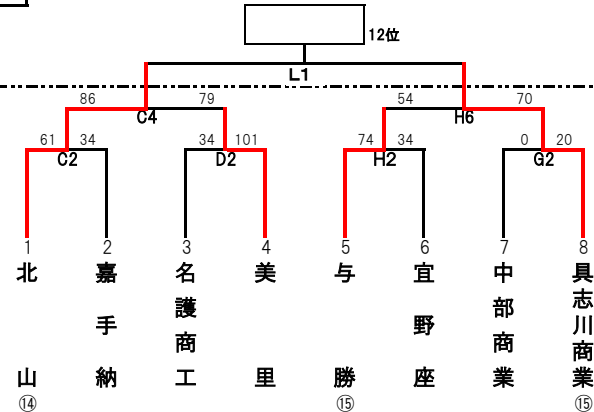 12位
L1
86 79 54 70
C4 H6
61 34 34 101 74 34 0 20
C2 D2 H2 G2
1 2 3 4 5 6 7 8
北山 嘉手納 名護商工 美里 与勝 宜野座 中部商業 具志川商業
⑭ ⑮ ⑮